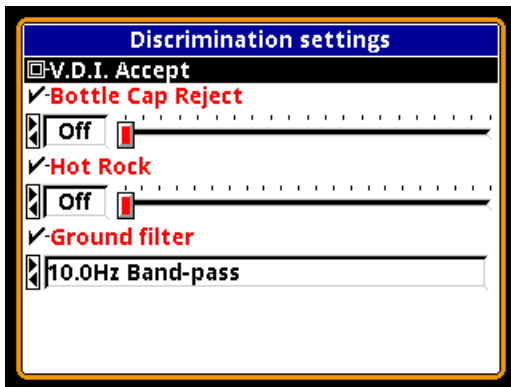 Discrimination settings
V.D.I. Accept
Bottle Cap Reject
Off
Hot Rock
Off
Ground filter
10.0Hz Band-pass